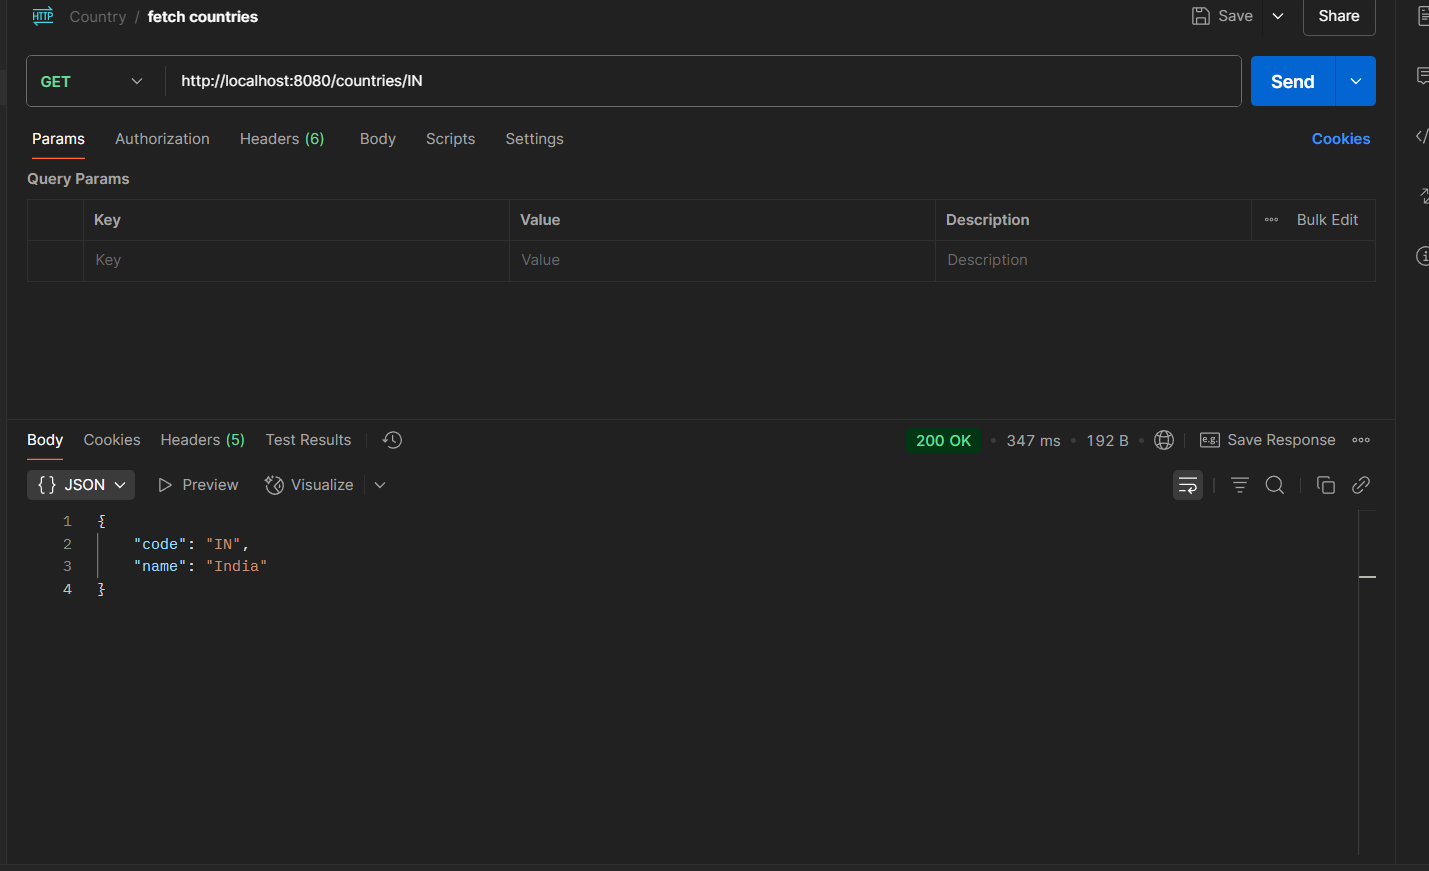 HTTP Country / fetch countries Save Share
GET http://localhost:8080/countries/IN Send
Params Authorization Headers (6) Body Scripts Settings Cookies
Query Params
Key Value Description Bulk Edit
Key Value Description
Body Cookies Headers (5) Test Results 200 OK 347 ms 192 B e.g. Save Response
{} JSON Preview Visualize
1 {
2 "code": "IN",
3 "name": "India"
4 }